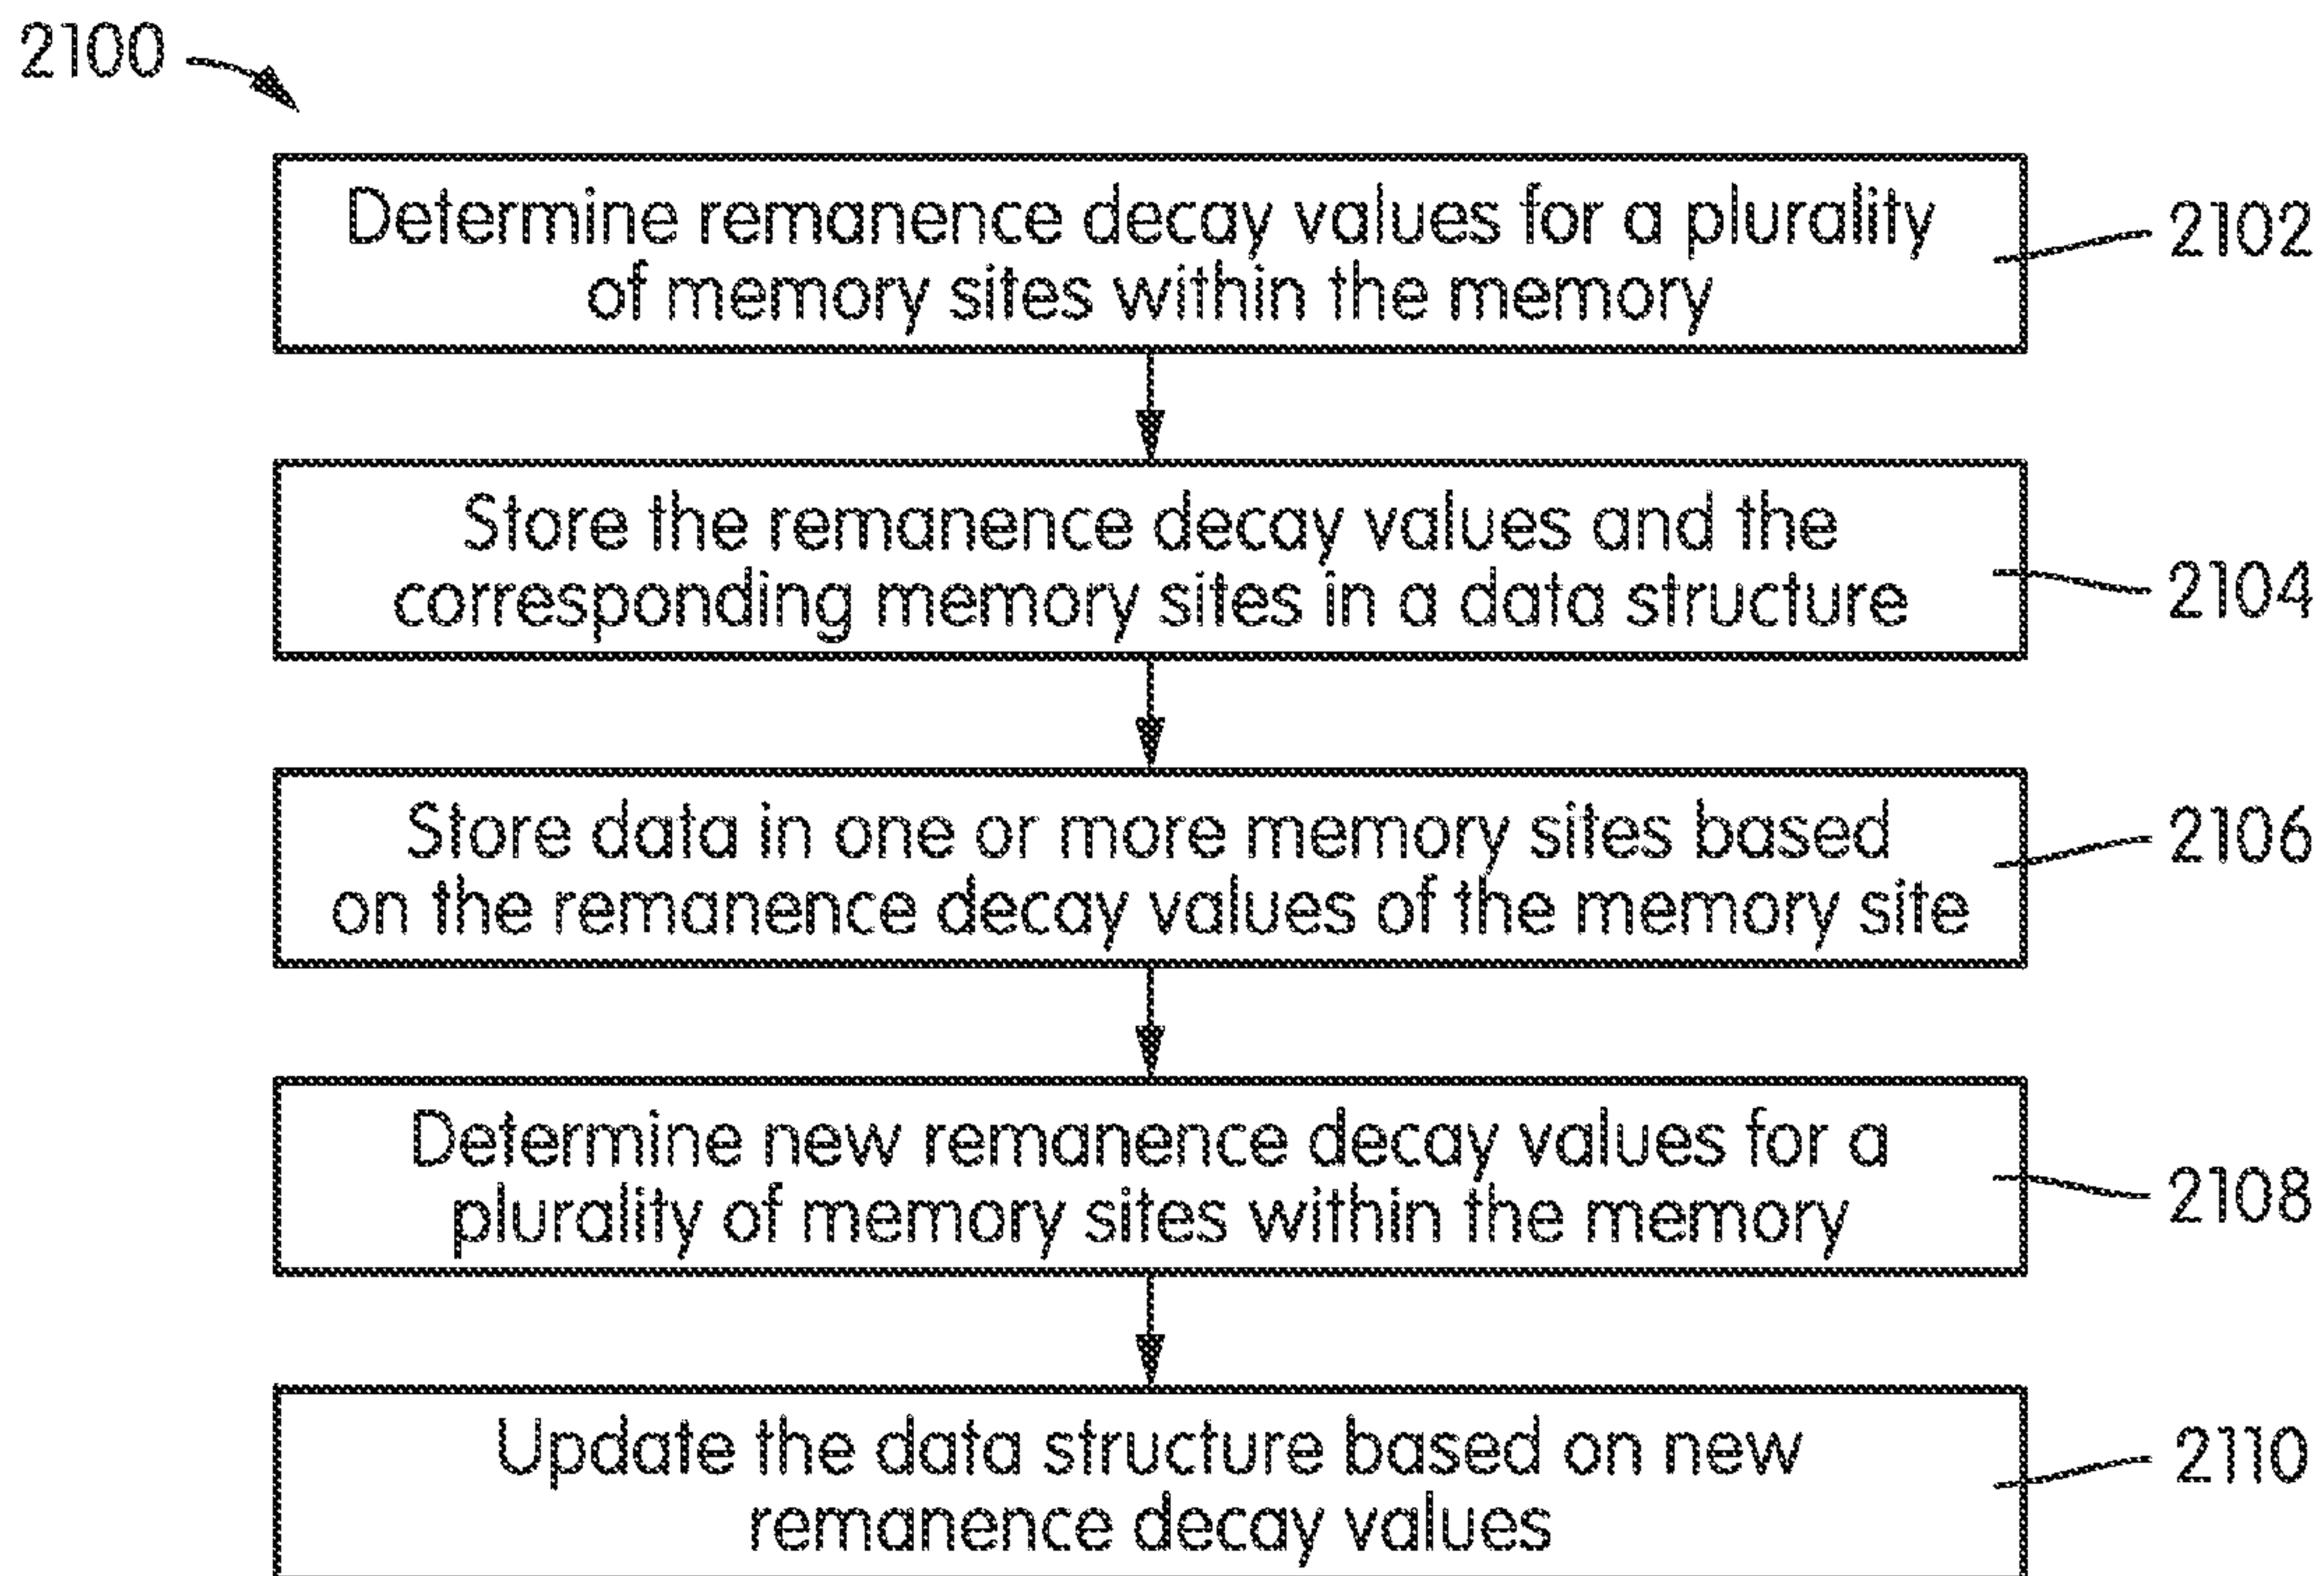 2100
Determine remanence decay values for a plurality
of memory sites within the memory
2102
Store the remanence decay values and the
corresponding memory sites in a data structure
2104
Store data in one or more memory sites based
on the remanence decay values of the memory site
2106
Determine new remanence decay values for a
plurality of memory sites within the memory
2108
Update the data structure based on new
remanence decay values
2110